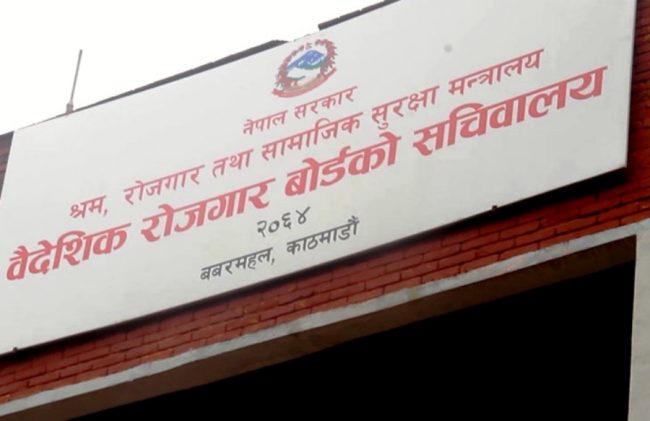 नेपाल सरकार
श्रम, रोजगार तथा सामाजिक सुरक्षा मन्त्रालय
वैदेशिक रोजगार बोर्डको सचिवालय
२०६४
बबरमहल, काठमाडौं